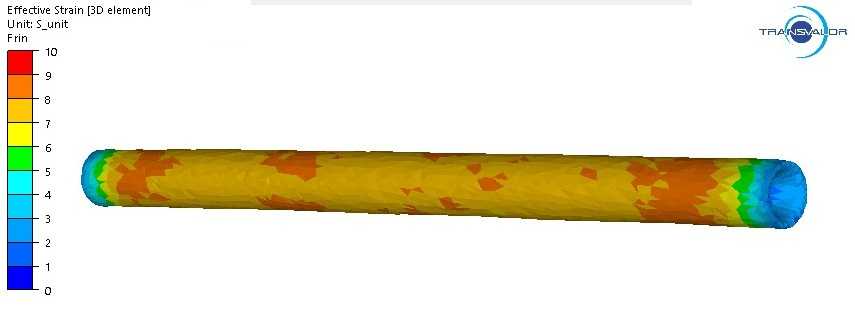 Effective Strain [3D element]
Unit: S_unit
Frin
10
9
8
7
6
5
4
3
2
1
0
TRANSVALOR